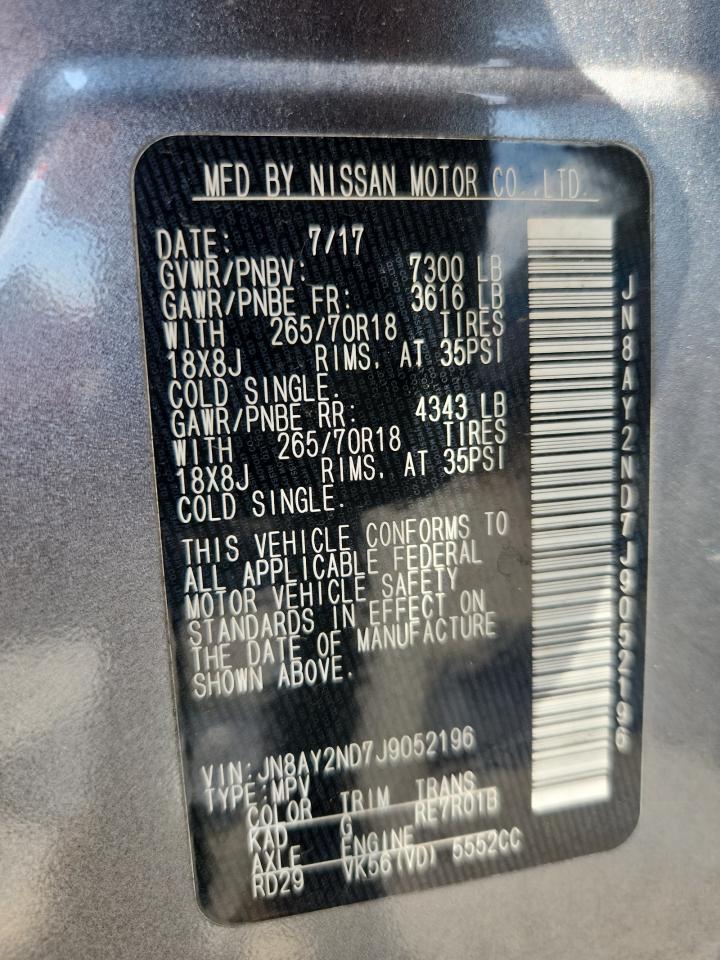 MFD BY NISSAN MOTOR CO.,LTD.
DATE: 7/17
GVWR/PNBV: 7300 LB
GAWR/PNBE FR: 3616 LB
WITH 265/70R18 TIRES
18X8J RIMS, AT 35PSI
COLD SINGLE.
GAWR/PNBE RR: 4343 LB
WITH 265/70R18 TIRES
18X8J RIMS, AT 35PSI
COLD SINGLE.
THIS VEHICLE CONFORMS TO
ALL APPLICABLE FEDERAL
MOTOR VEHICLE SAFETY
STANDARDS IN EFFECT ON
THE DATE OF MANUFACTURE
SHOWN ABOVE.
VIN:JN8AY2ND7J9052196
TYPE:MPV
COLOR TRIM TRANS
KAD G RE7R01B
AXLE ENGINE
RD29 VK56(VD) 5552CC
JN8AY2ND7J9052196